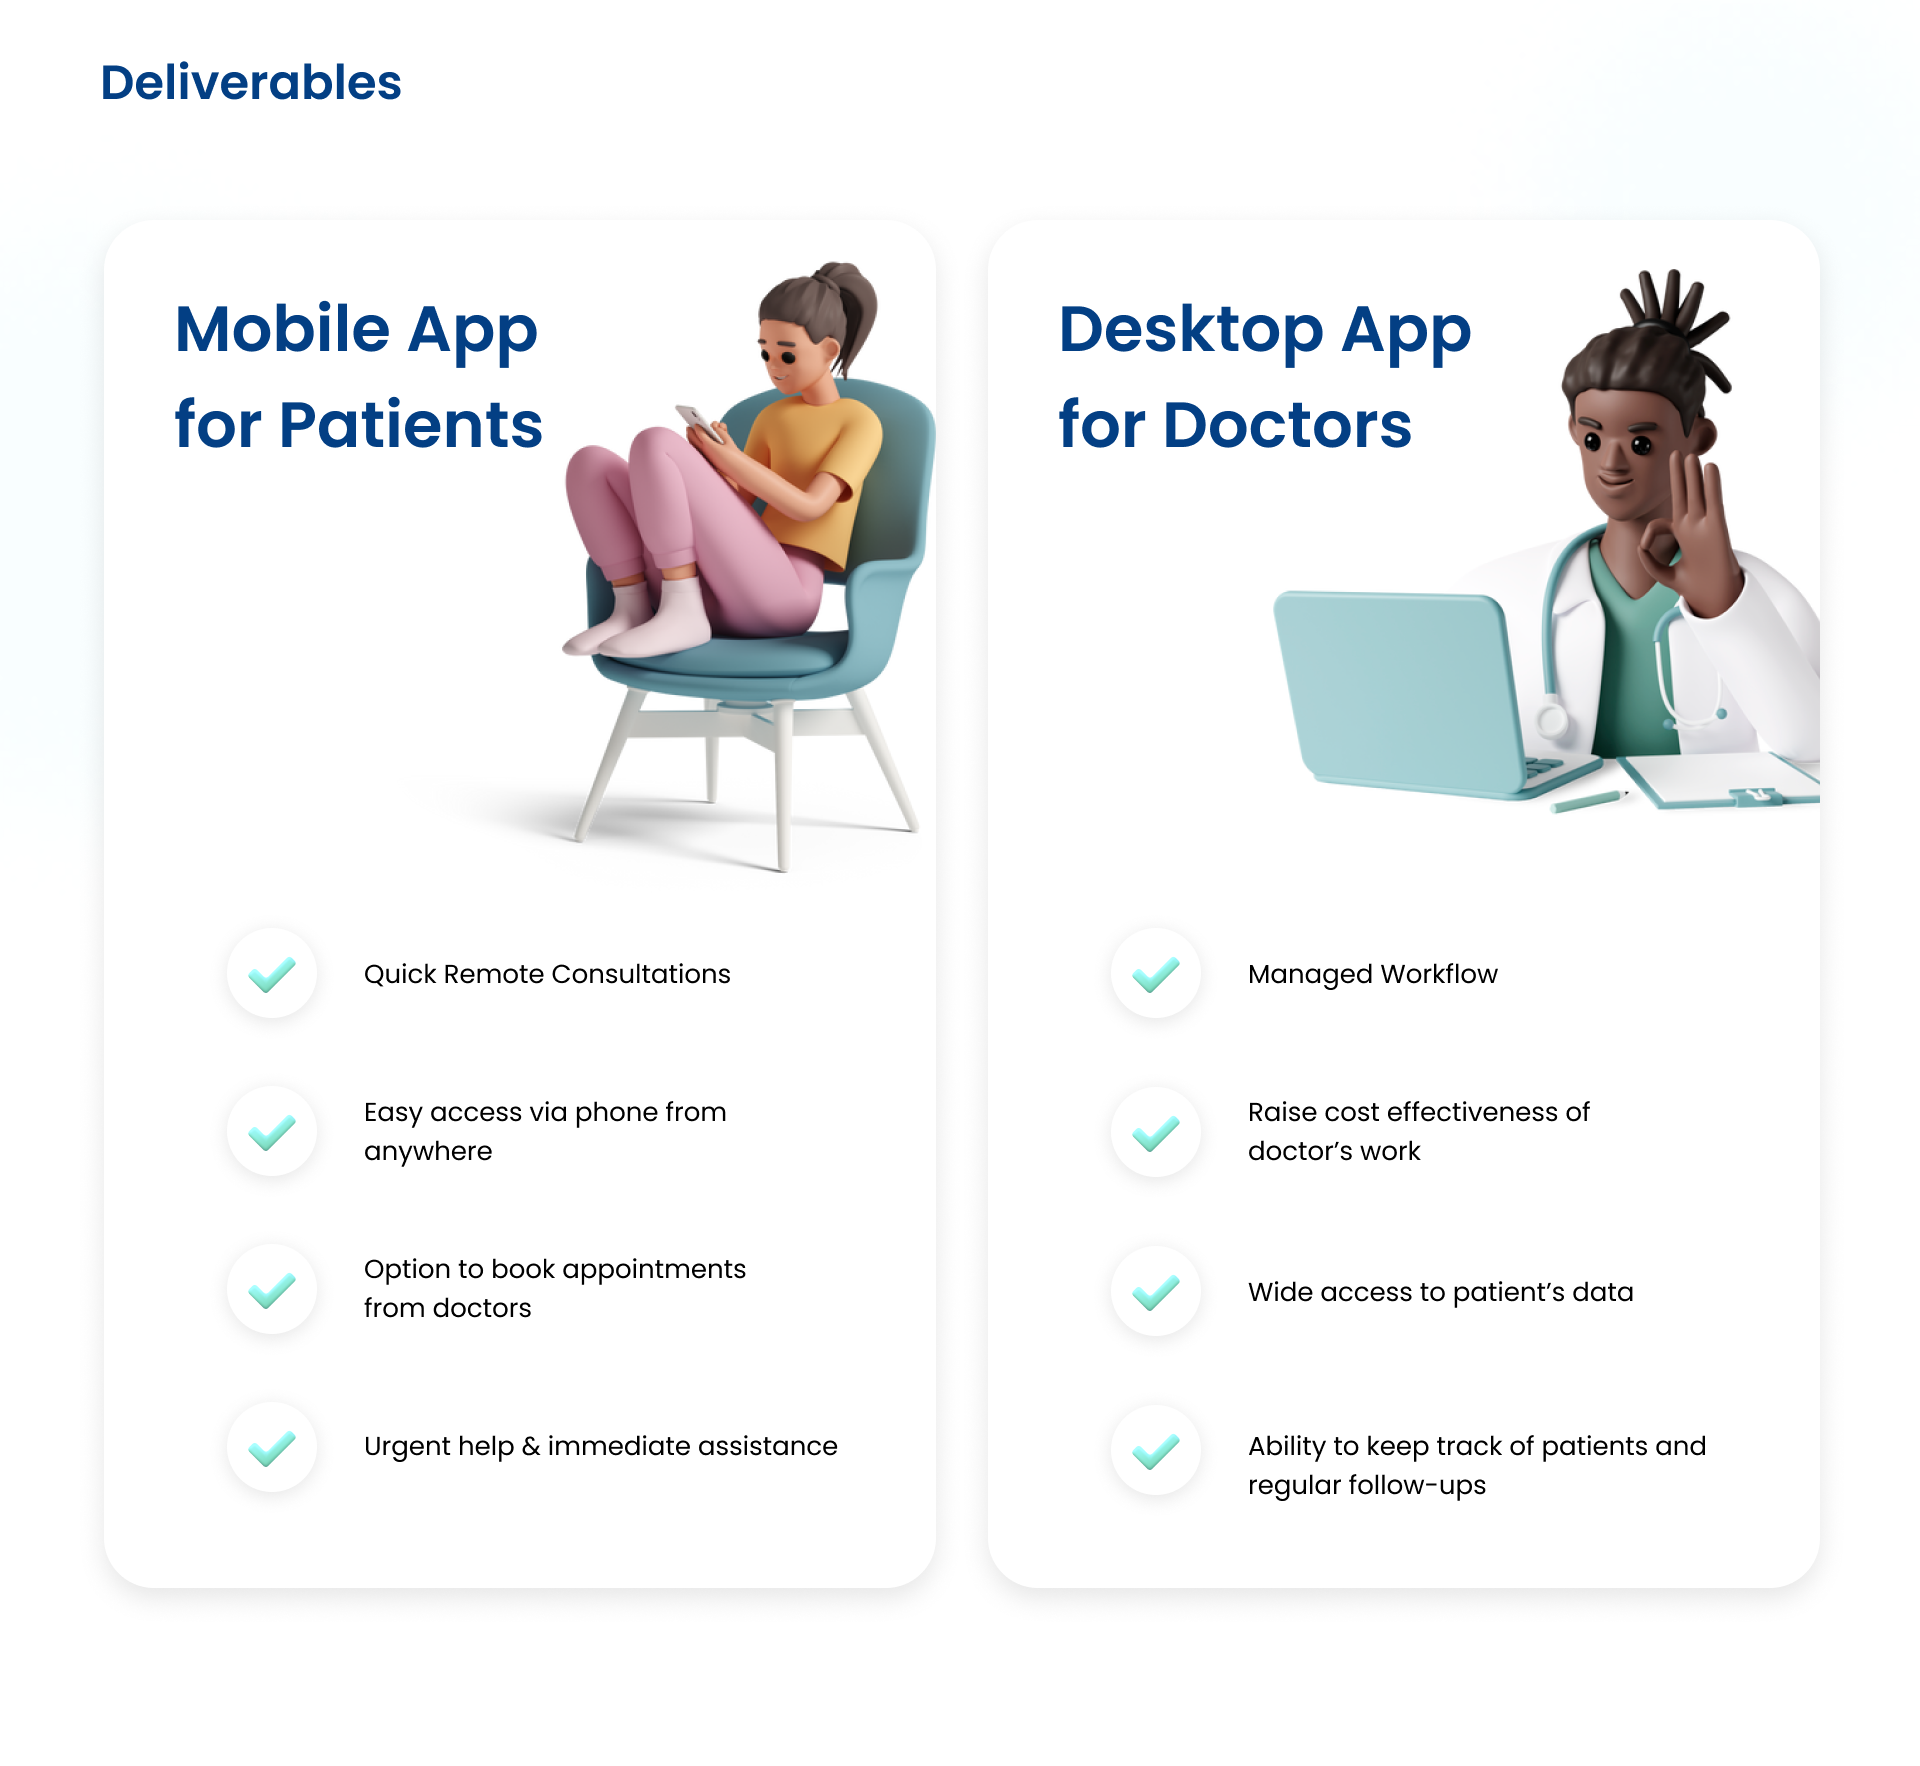 Deliverables
Mobile App
for Patients
Quick Remote Consultations
Easy access via phone from
anywhere
Option to book appointments
from doctors
Urgent help & immediate assistance
Desktop App
for Doctors
Managed Workflow
Raise cost effectiveness of
doctor’s work
Wide access to patient’s data
Ability to keep track of patients and
regular follow-ups